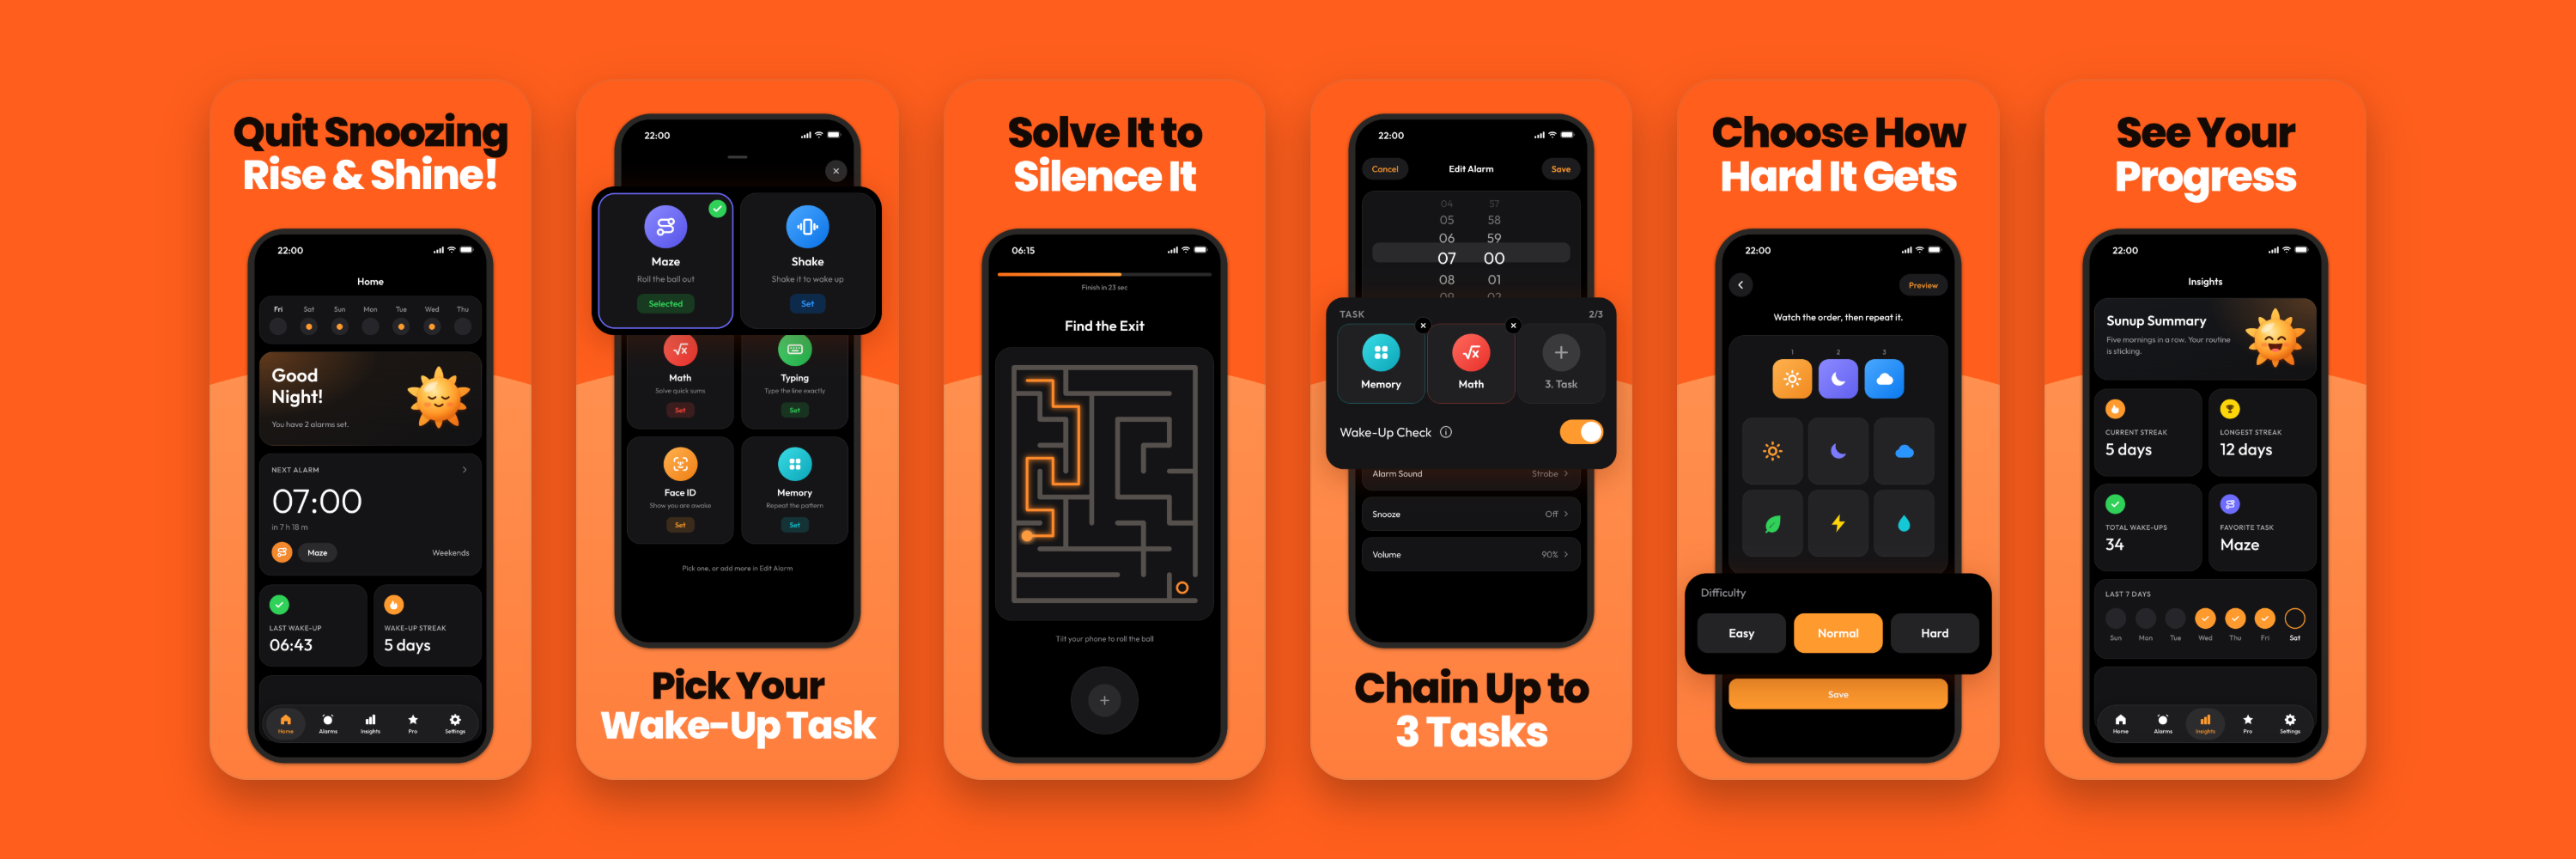 Quit Snoozing
Rise & Shine!
22:00
Home
Fri Sat Sun Mon Tue Wed Thu
Good
Night!
You have 2 alarms set.
NEXT ALARM
07:00
in 7 h 18 m
Maze Weekends
LAST WAKE-UP
06:43
WAKE-UP STREAK
5 days
Home Alarms Insights Pro Settings
22:00
Maze
Roll the ball out
Selected
Shake
Shake it to wake up
Set
Math
Solve quick sums
Set
Typing
Type the line exactly
Set
Face ID
Show you are awake
Set
Memory
Repeat the pattern
Set
Pick one, or add more in Edit Alarm
Pick Your
Wake-Up Task
Solve It to
Silence It
06:15
Finish in 23 sec
Find the Exit
Tilt your phone to roll the ball
22:00
Cancel Edit Alarm Save
04 57
05 58
06 59
07 00
08 01
09 02
TASK 2/3
Memory Math 3. Task
Wake-Up Check
Alarm Sound Strobe
Snooze Off
Volume 90%
Chain Up to
3 Tasks
Choose How
Hard It Gets
22:00
Preview
Watch the order, then repeat it.
1 2 3
Difficulty
Easy Normal Hard
Save
See Your
Progress
22:00
Insights
Sunup Summary
Five mornings in a row. Your routine
is sticking.
CURRENT STREAK
5 days
LONGEST STREAK
12 days
TOTAL WAKE-UPS
34
FAVORITE TASK
Maze
LAST 7 DAYS
Sun Mon Tue Wed Thu Fri Sat
Home Alarms Insights Pro Settings